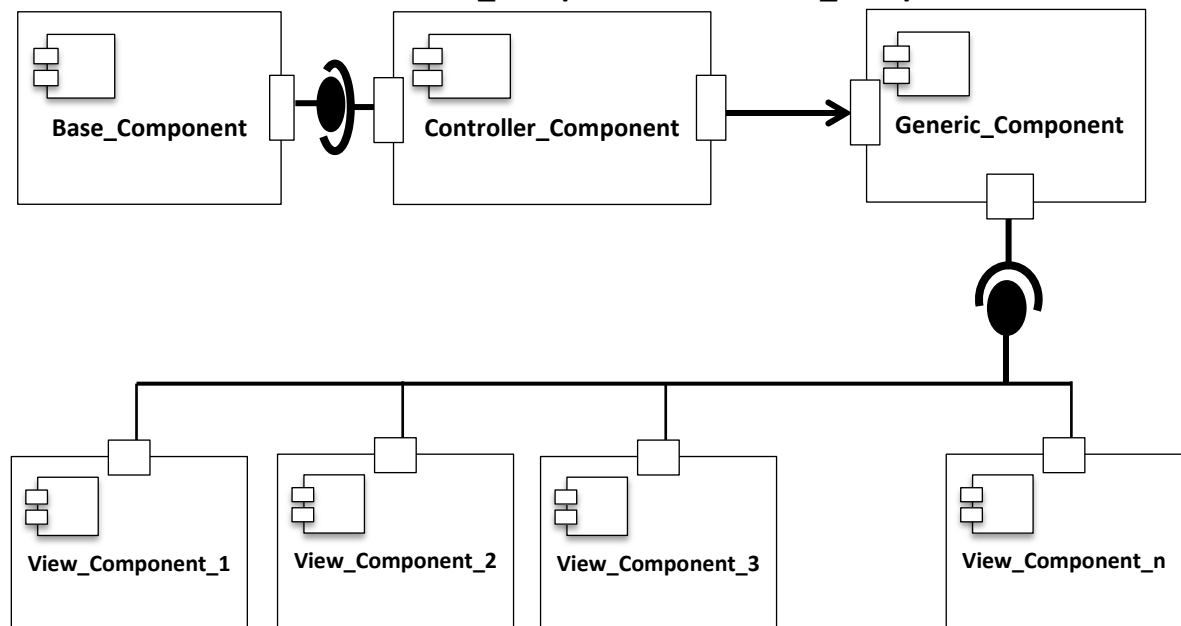 Base_Component
Controller_Component
Generic_Component
View_Component_1
View_Component_2
View_Component_3
View_Component_n